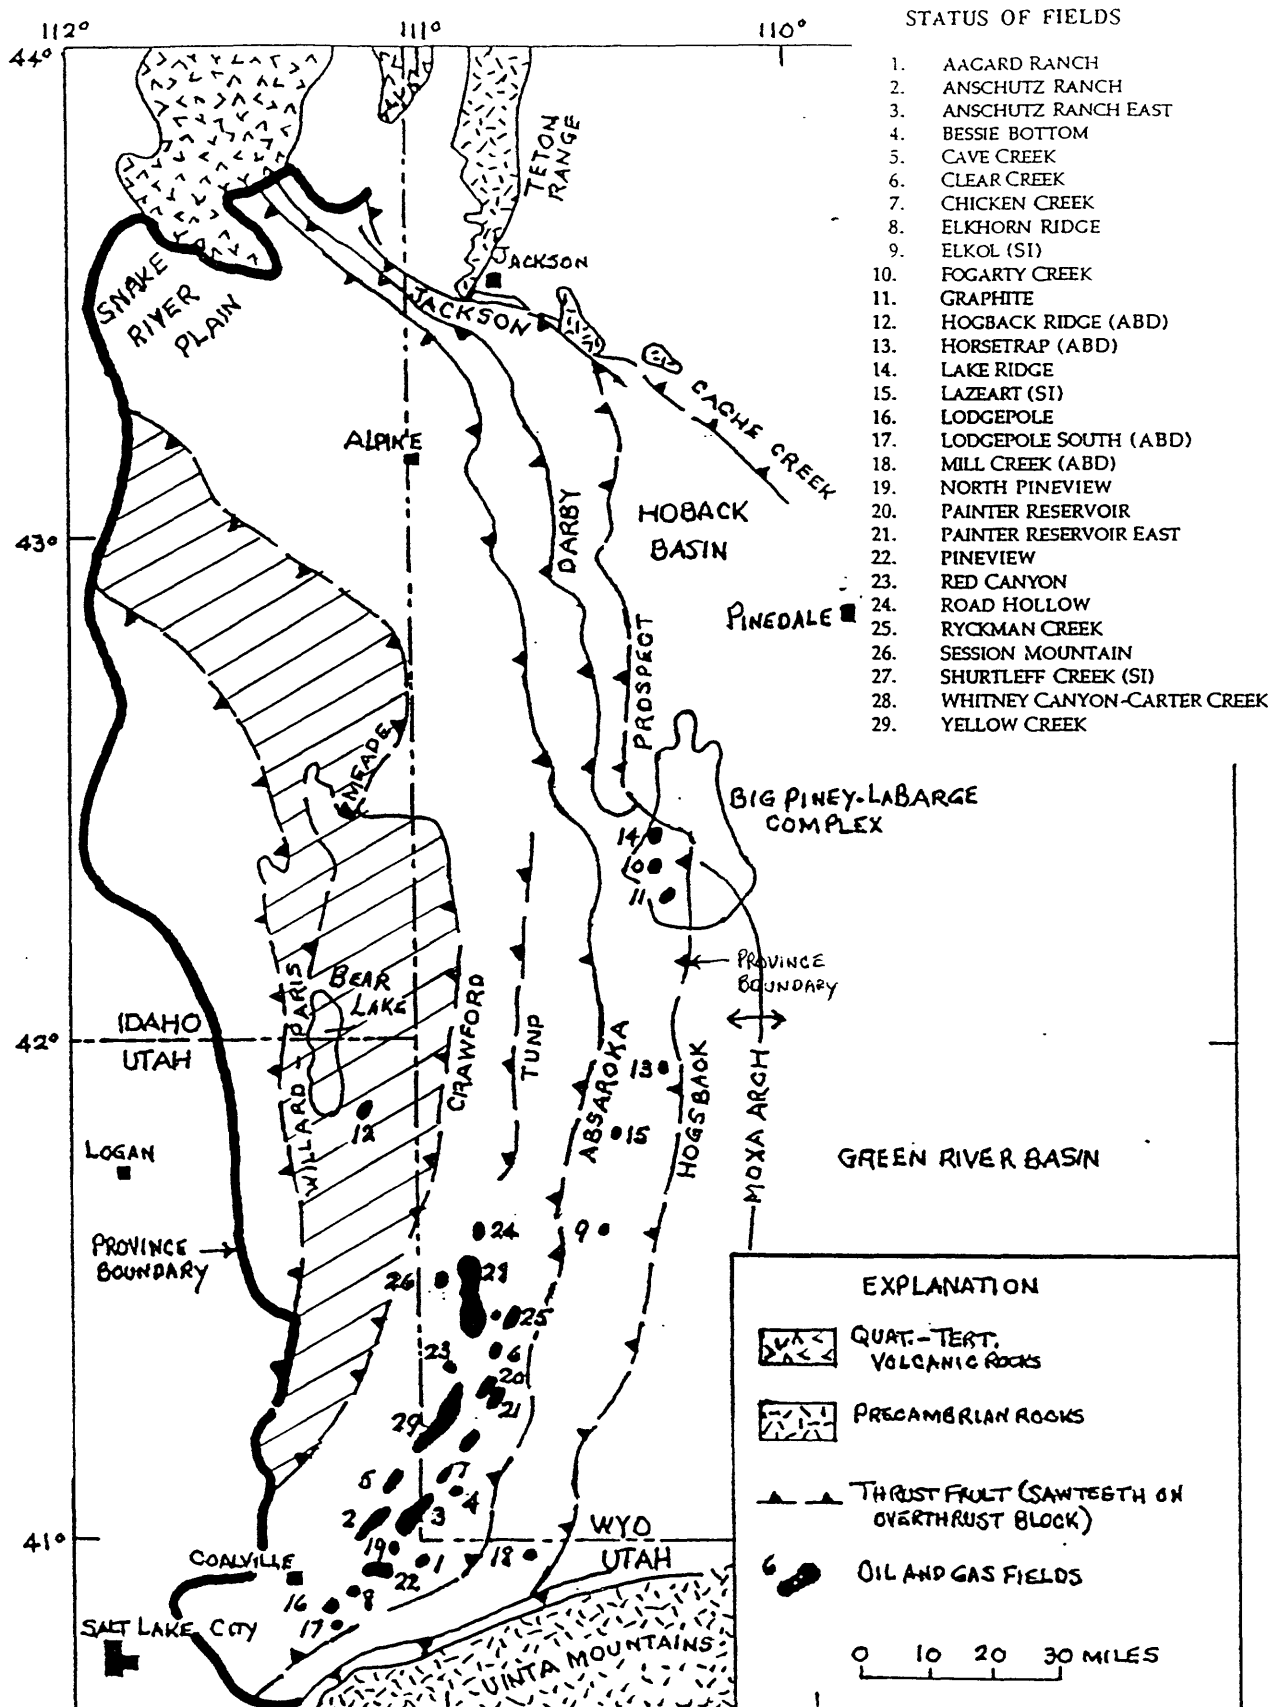 112°
111°
110°
44°
STATUS OF FIELDS
1. AAGARD RANCH
2. ANSCHUTZ RANCH
3. ANSCHUTZ RANCH EAST
4. BESSIE BOTTOM
5. CAVE CREEK
6. CLEAR CREEK
7. CHICKEN CREEK
8. ELKHORN RIDGE
9. ELKOL (SI)
10. FOGARTY CREEK
11. GRAPHITE
12. HOGBACK RIDGE (ABD)
13. HORSETRAP (ABD)
14. LAKE RIDGE
15. LAZEART (SI)
16. LODGEPOLE
17. LODGEPOLE SOUTH (ABD)
18. MILL CREEK (ABD)
19. NORTH PINEVIEW
20. PAINTER RESERVOIR
21. PAINTER RESERVOIR EAST
22. PINEVIEW
23. RED CANYON
24. ROAD HOLLOW
25. RYCKMAN CREEK
26. SESSION MOUNTAIN
27. SHURTLEFF CREEK (SI)
28. WHITNEY CANYON-CARTER CREEK
29. YELLOW CREEK
TETON
RANGE
JACKSON
SNAKE
RIVER
PLAIN
JACKSON
CACHE CREEK
ALPINE
HOBACK
BASIN
DARBY
43°
PINEDALE
PROSPECT
MEADE
BIG PINEY-LABARGE
COMPLEX
14
10
11
PROVINCE
BOUNDARY
BEAR
LAKE
WILLARD-PARIS
CRAWFORD
TUNP
ABSAROKA
HOGSBACK
MOXA ARCH
IDAHO
42°
UTAH
13
12
15
LOGAN
GREEN RIVER BASIN
24
9
PROVINCE
BOUNDARY
26
28
25
23
6
20
21
29
5
7
4
2
3
41°
WYO
UTAH
19
1
18
COALVILLE
22
8
16
17
SALT LAKE CITY
UINTA MOUNTAINS
EXPLANATION
QUAT.-TERT.
VOLCANIC ROCKS
PRECAMBRIAN ROCKS
THRUST FAULT (SAWTEETH ON
OVERTHRUST BLOCK)
6
OIL AND GAS FIELDS
0 10 20 30 MILES